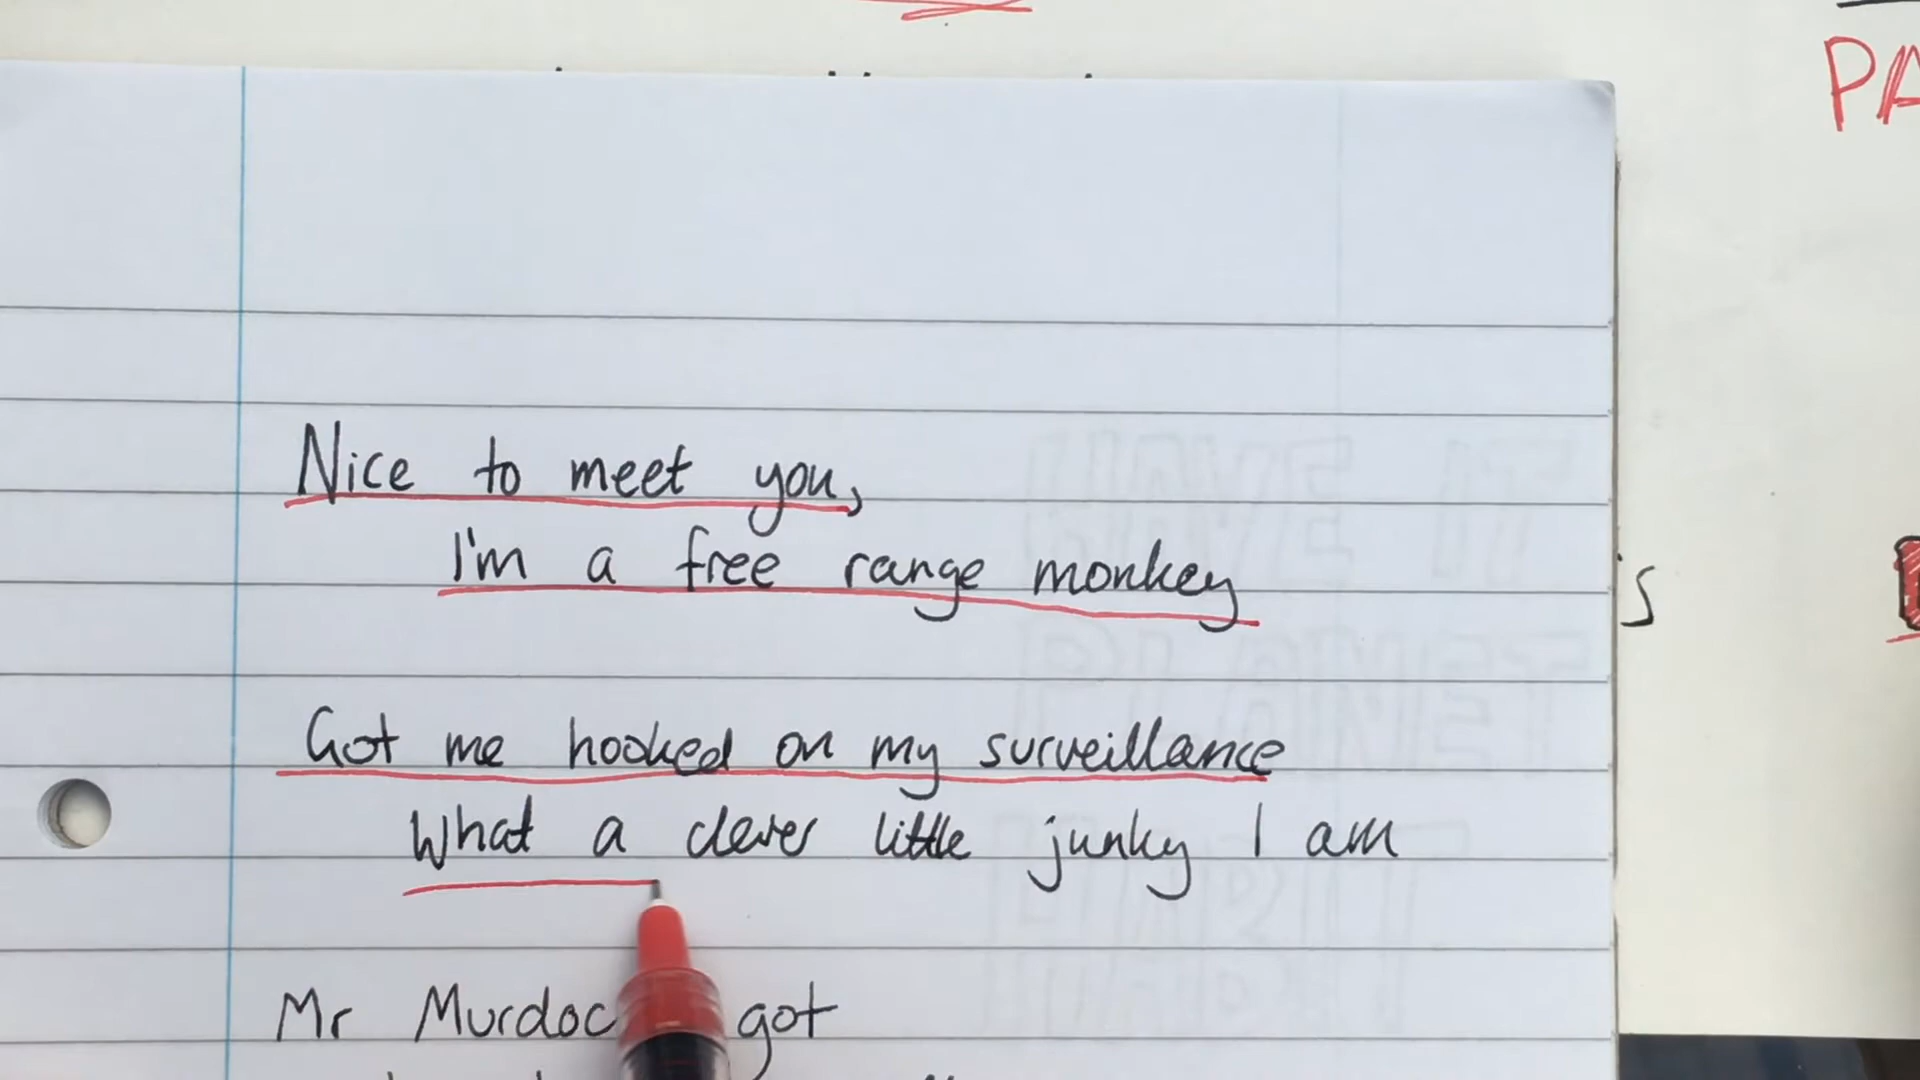 PA
Nice to meet you,
I'm a free range monkey
's
Got me hooked on my surveillance
What a clever little junky I am
Mr got